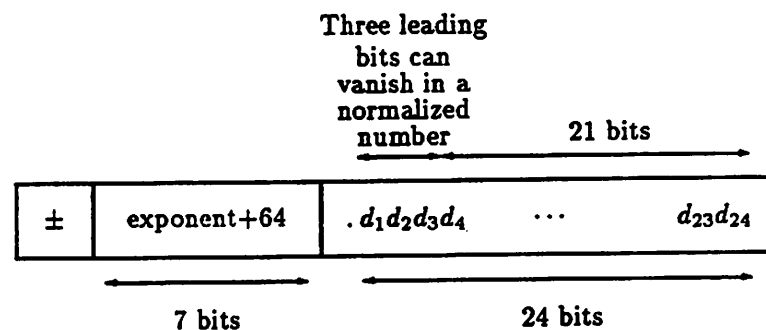 Three leading
bits can
vanish in a
normalized
number
21 bits
± exponent+64 . d₁d₂d₃d₄ ··· d₂₃d₂₄
7 bits
24 bits